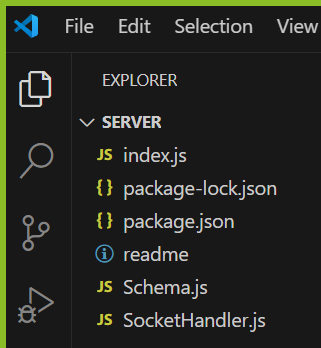 File Edit Selection View
EXPLORER
SERVER
JS index.js
{ } package-lock.json
{ } package.json
readme
JS Schema.js
JS SocketHandler.js